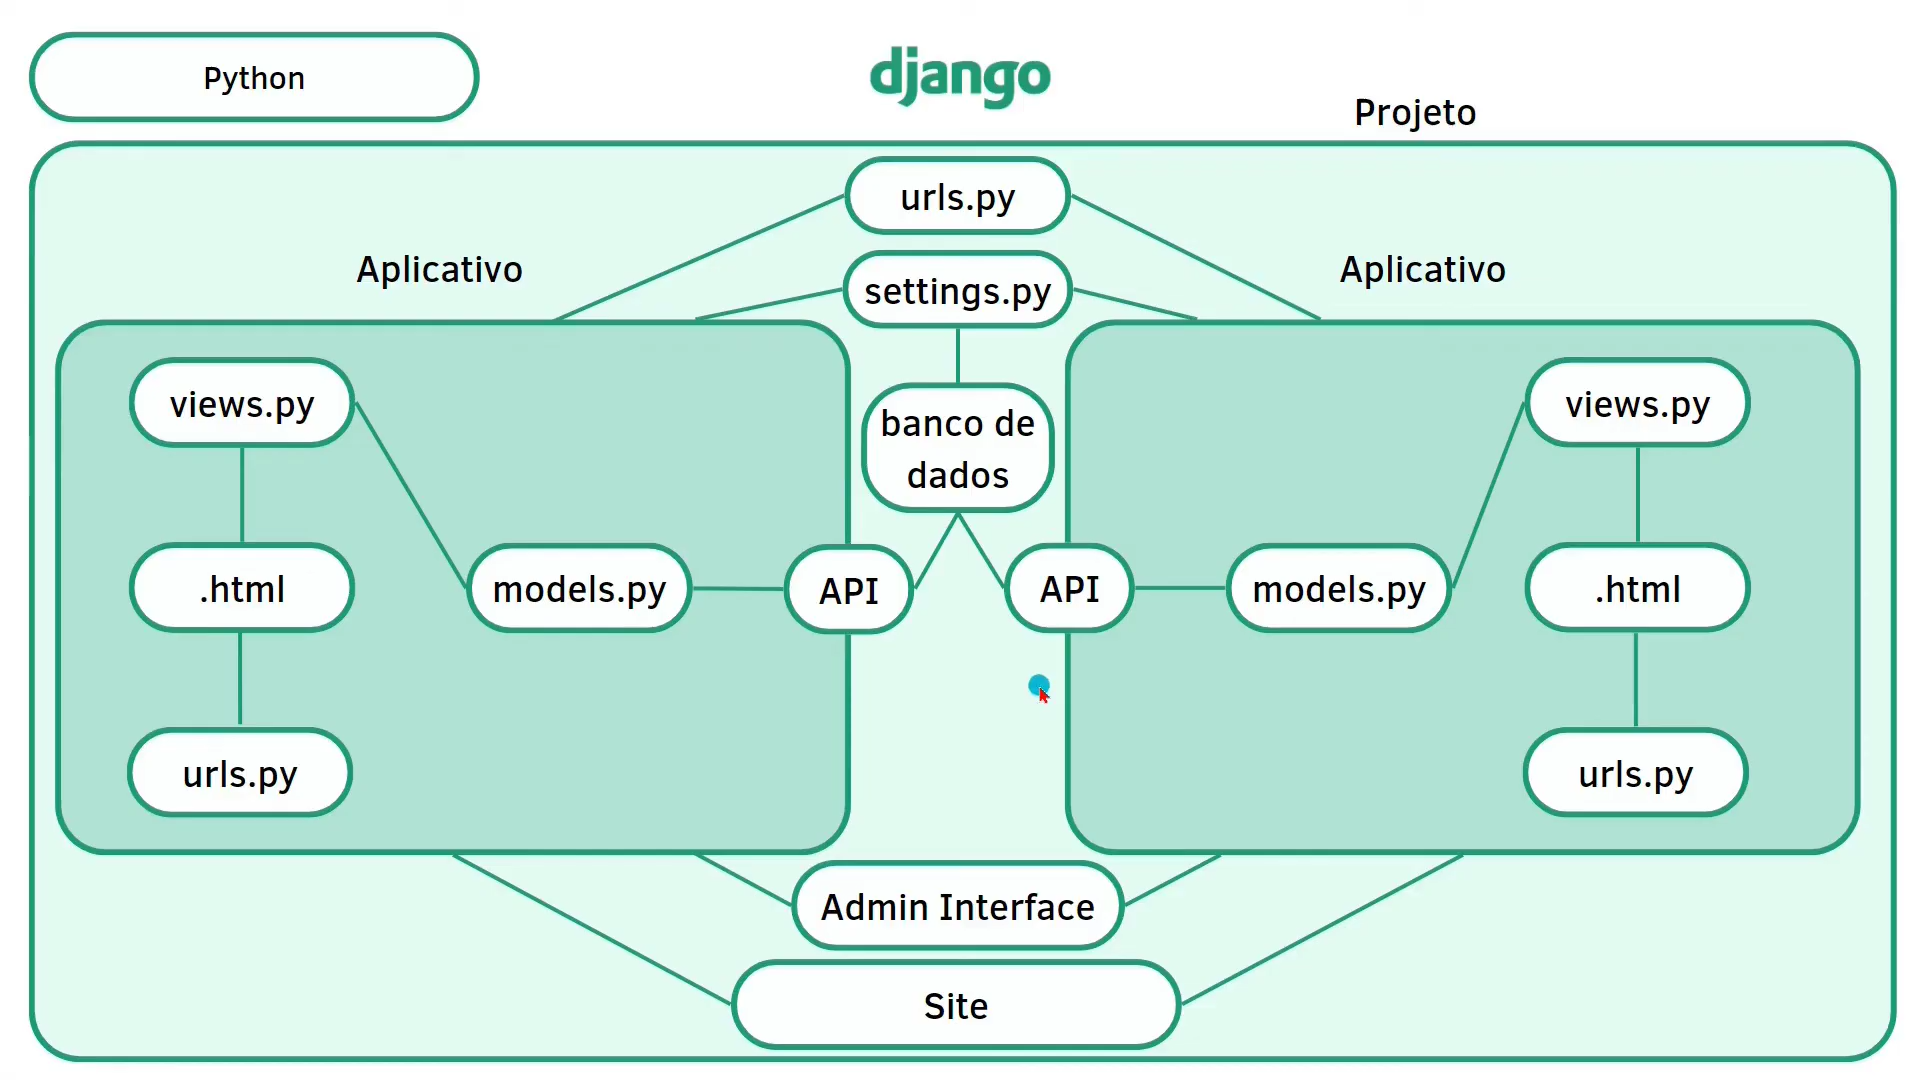 Python
django
Projeto
urls.py
Aplicativo
settings.py
Aplicativo
views.py
banco de
dados
views.py
.html
models.py
API
API
models.py
.html
urls.py
urls.py
Admin Interface
Site